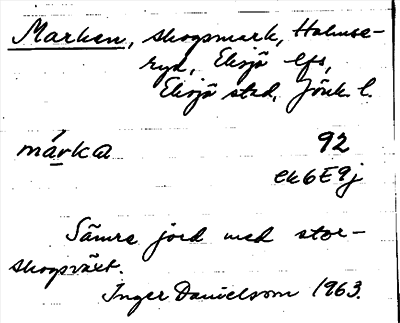 Marken, skogsmark, Holmse-
ryd, Eksjö lfs,
Eksjö stad, Jönk. l.
márka 92
ek6E9j
Sämre jord med stor-
skogsväxt.
Inger Danielsson 1963.